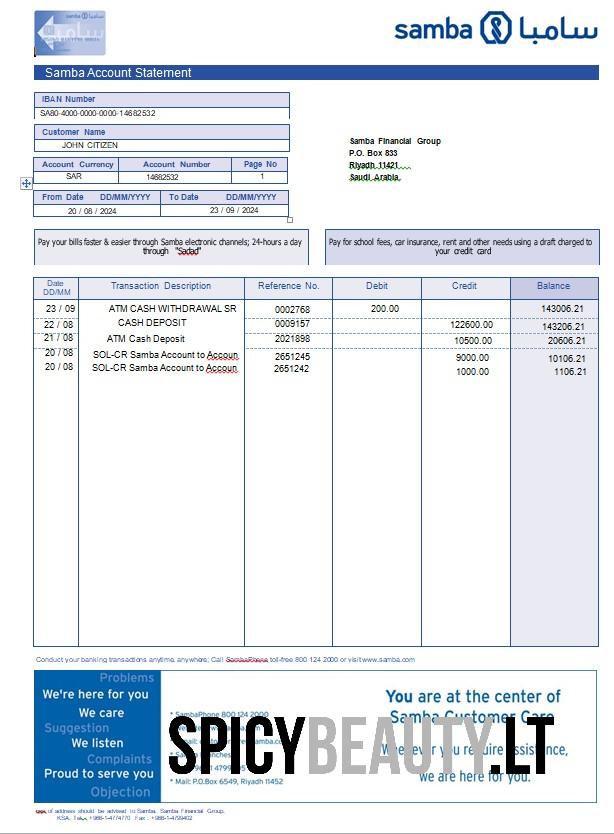 samba سامبا
samba سامبا
Samba Account Statement
IBAN Number
SA80-4000-0000-0000-14682532
Customer Name
JOHN CITIZEN
Account Currency Account Number Page No
SAR 14682532 1
From Date DD/MM/YYYY To Date DD/MM/YYYY
20 / 08 / 2024 23 / 09 / 2024
Samba Financial Group
P.O. Box 833
Riyadh 11421
Saudi Arabia,
Pay your bills faster & easier through Samba electronic channels; 24-hours a day
through "Sadad"
Pay for school fees, car insurance, rent and other needs using a draft charged to
your credit card
Date DD/MM Transaction Description Reference No. Debit Credit Balance
23 / 09 ATM CASH WITHDRAWAL SR 0002768 200.00 143006.21
22 / 08 CASH DEPOSIT 0009157 122600.00 143206.21
21 / 08 ATM Cash Deposit 2021898 10500.00 20606.21
20 / 08 SOL-CR Samba Account to Accoun 2651245 9000.00 10106.21
20 / 08 SOL-CR Samba Account to Accoun 2651242 1000.00 1106.21
Conduct your banking transactions anytime, anywhere; Call SambaPhone toll-free 800 124 2000 or visit www.samba.com
Problems
We're here for you
We care
Suggestion
We listen
Complaints
Proud to serve you
Objection
* SambaPhone 800 124 2000
* Mail: P.O.Box 6549, Riyadh 11452
You are at the center of
Samba Customer Care
Whenever you require assistance,
we are here for you.
SPICYBEAUTY.LT
of address should be advised to Samba, Samba Financial Group,
KSA, Tel: +966-1-4774770 Fax : +966-1-4799402